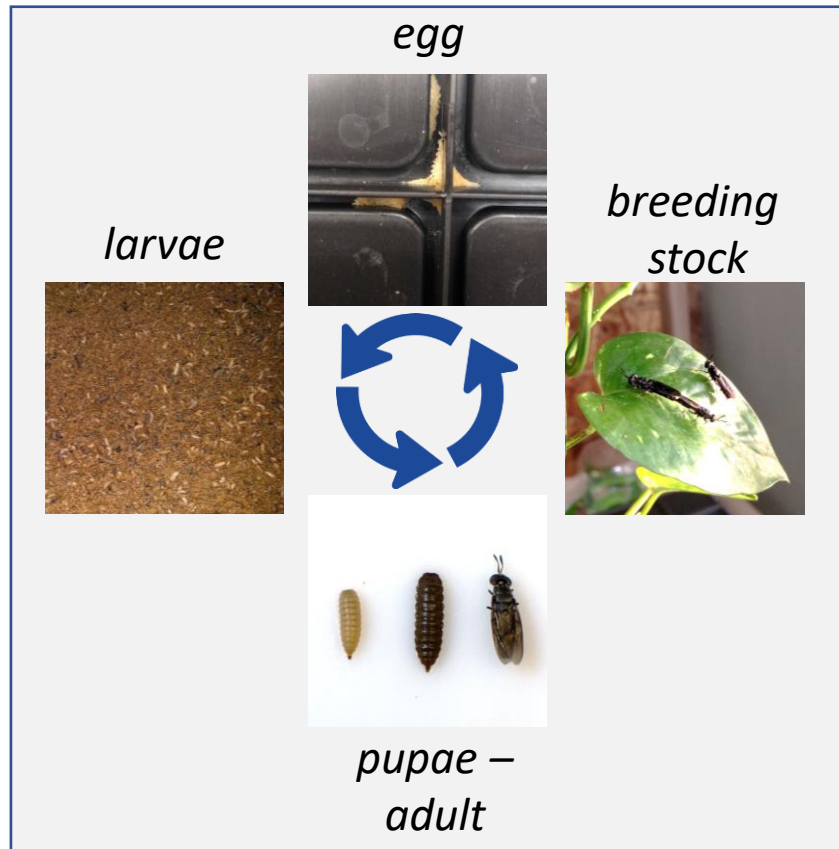 egg
larvae
breeding
stock
pupae –
adult